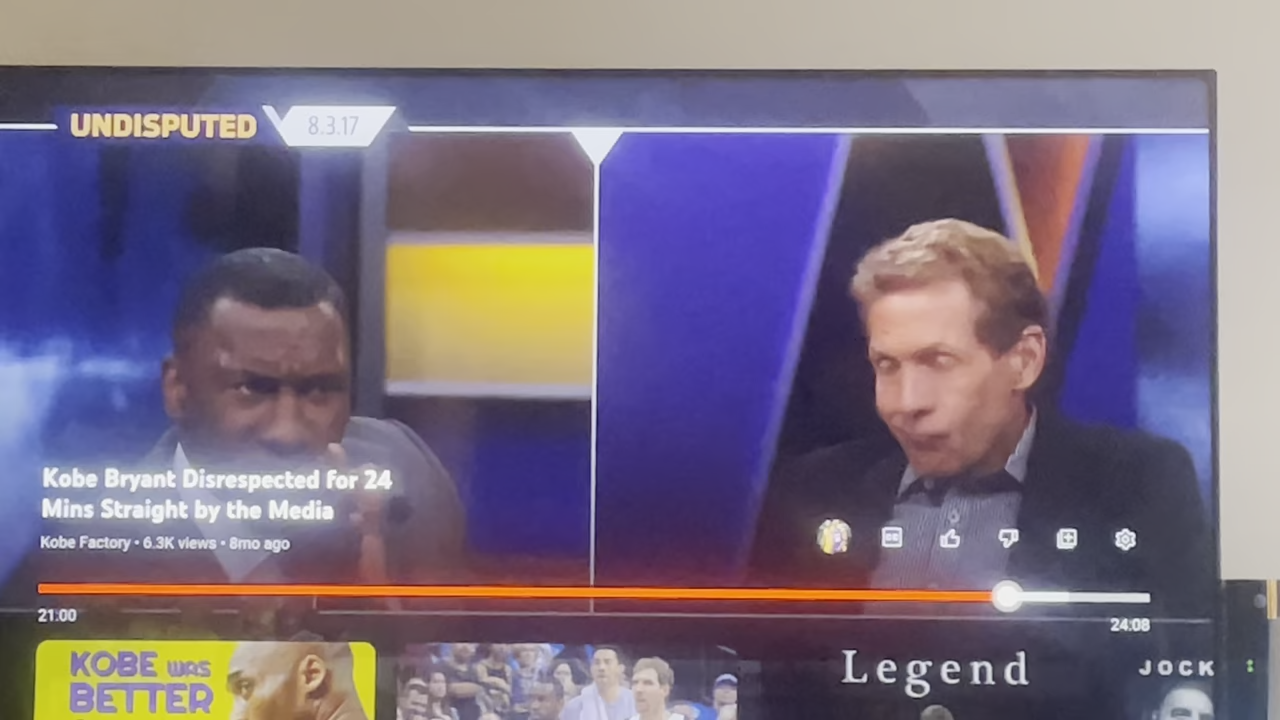 UNDISPUTED
8.3.17
Kobe Bryant Disrespected for 24
Mins Straight by the Media
Kobe Factory • 6.3K views • 8mo ago
CC
21:00
24:08
KOBE WAS
BETTER
Legend
JOCK